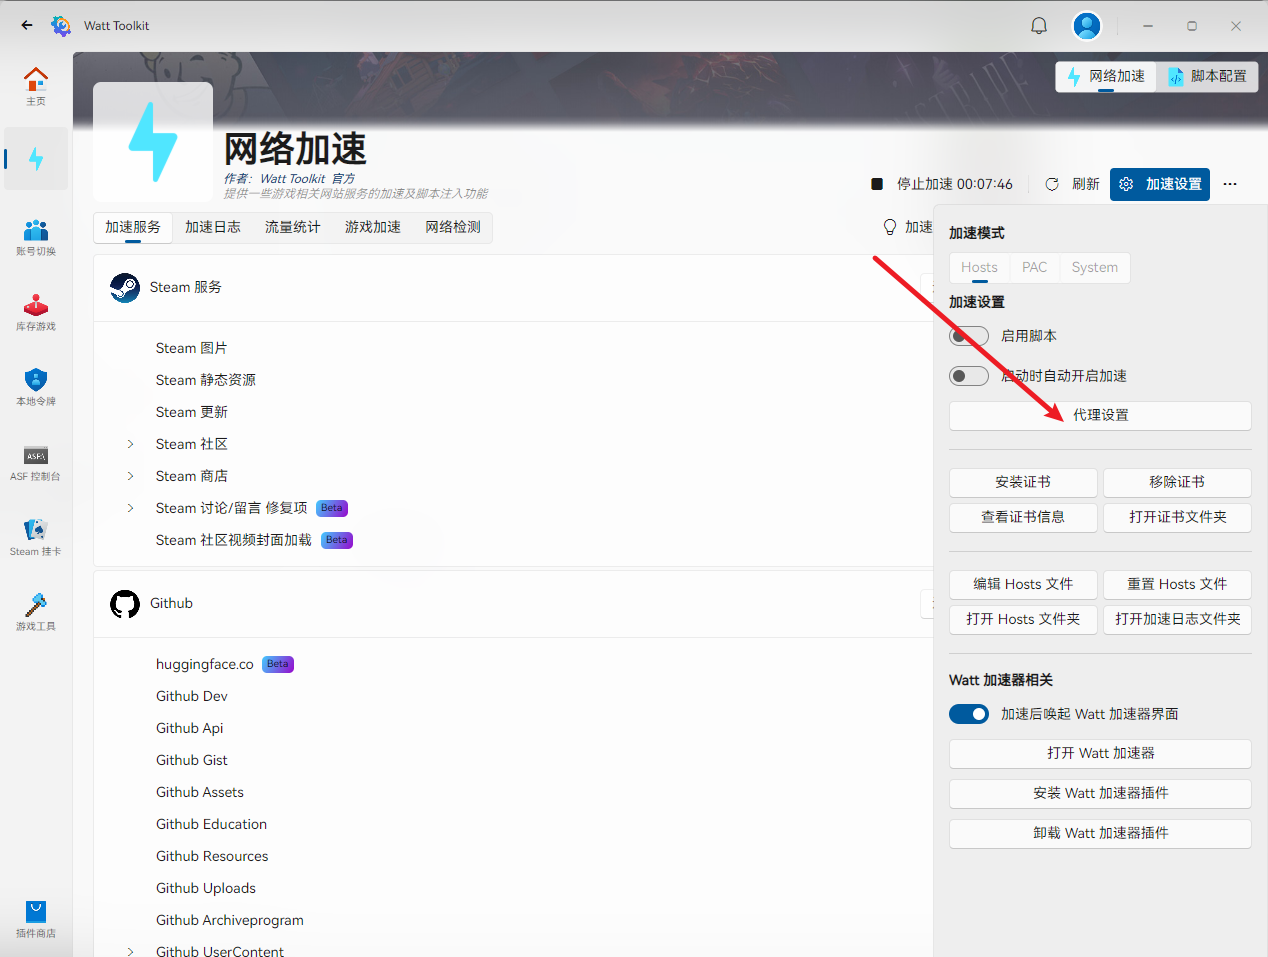 Watt Toolkit
网络加速
脚本配置
主页
网络加速
作者： Watt Toolkit 官方
提供一些游戏相关网站服务的加速及脚本注入功能
停止加速 00:07:46
刷新
加速设置
加速服务
加速日志
流量统计
游戏加速
网络检测
加速
账号切换
库存游戏
本地令牌
ASF
ASF 控制台
Steam 挂卡
游戏工具
插件商店
Steam 服务
Steam 图片
Steam 静态资源
Steam 更新
Steam 社区
Steam 商店
Steam 讨论/留言 修复项 Beta
Steam 社区视频封面加载 Beta
Github
huggingface.co Beta
Github Dev
Github Api
Github Gist
Github Assets
Github Education
Github Resources
Github Uploads
Github Archiveprogram
Github UserContent
加速模式
Hosts
PAC
System
加速设置
启用脚本
启动时自动开启加速
代理设置
安装证书
移除证书
查看证书信息
打开证书文件夹
编辑 Hosts 文件
重置 Hosts 文件
打开 Hosts 文件夹
打开加速日志文件夹
Watt 加速器相关
加速后唤起 Watt 加速器界面
打开 Watt 加速器
安装 Watt 加速器插件
卸载 Watt 加速器插件